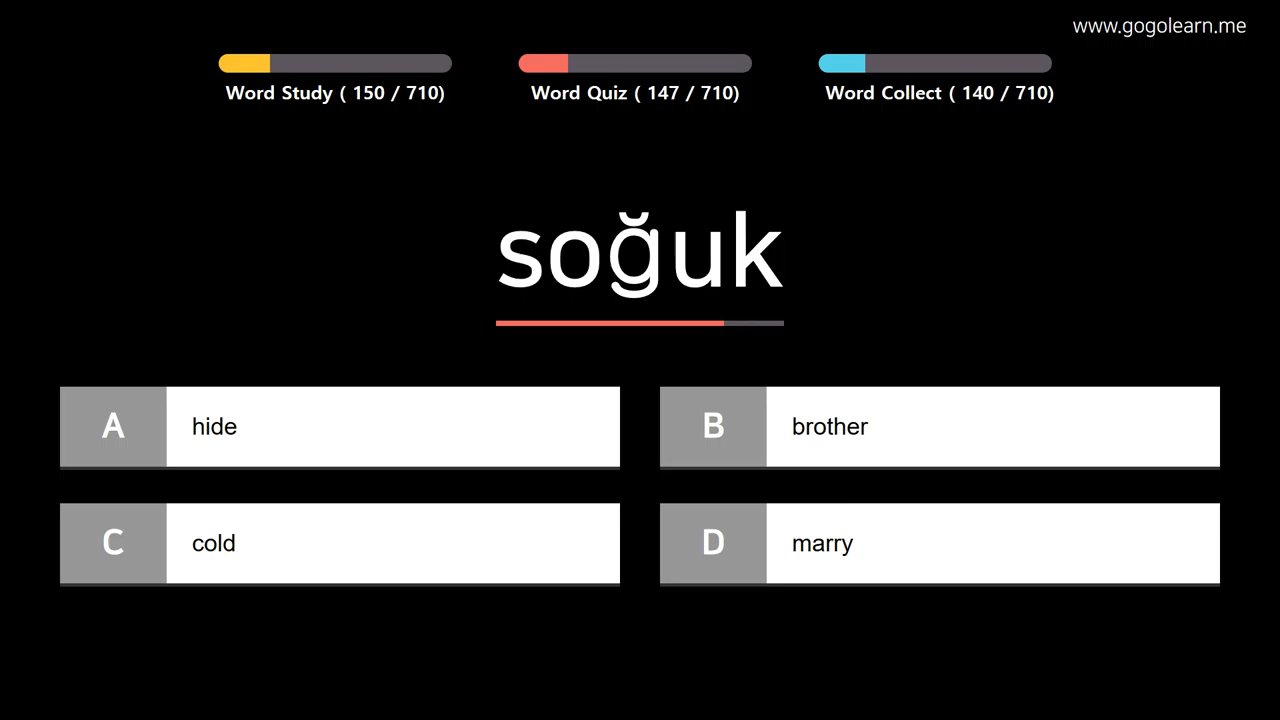 www.gogolearn.me
Word Study ( 150 / 710)
Word Quiz ( 147 / 710)
Word Collect ( 140 / 710)
soğuk
A hide
B brother
C cold
D marry